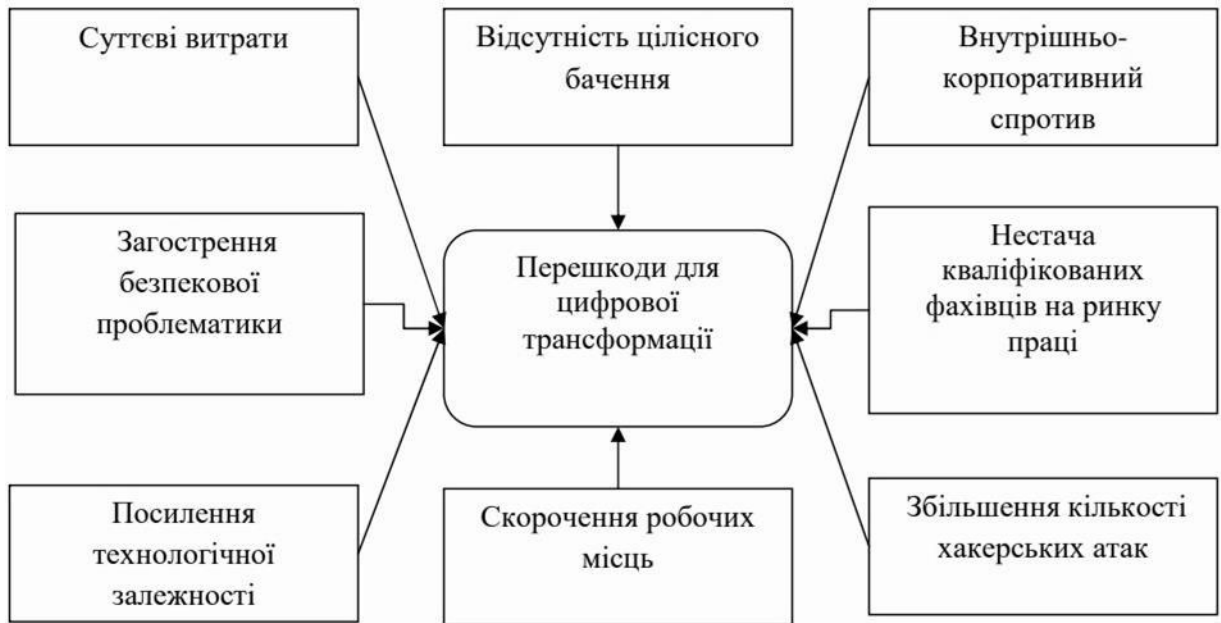 Суттєві витрати
Відсутність цілісного
бачення
Внутрішньо-
корпоративний
спротив
Загострення
безпекової
проблематики
Перешкоди для
цифрової
трансформації
Нестача
кваліфікованих
фахівців на ринку
праці
Посилення
технологічної
залежності
Скорочення робочих
місць
Збільшення кількості
хакерських атак